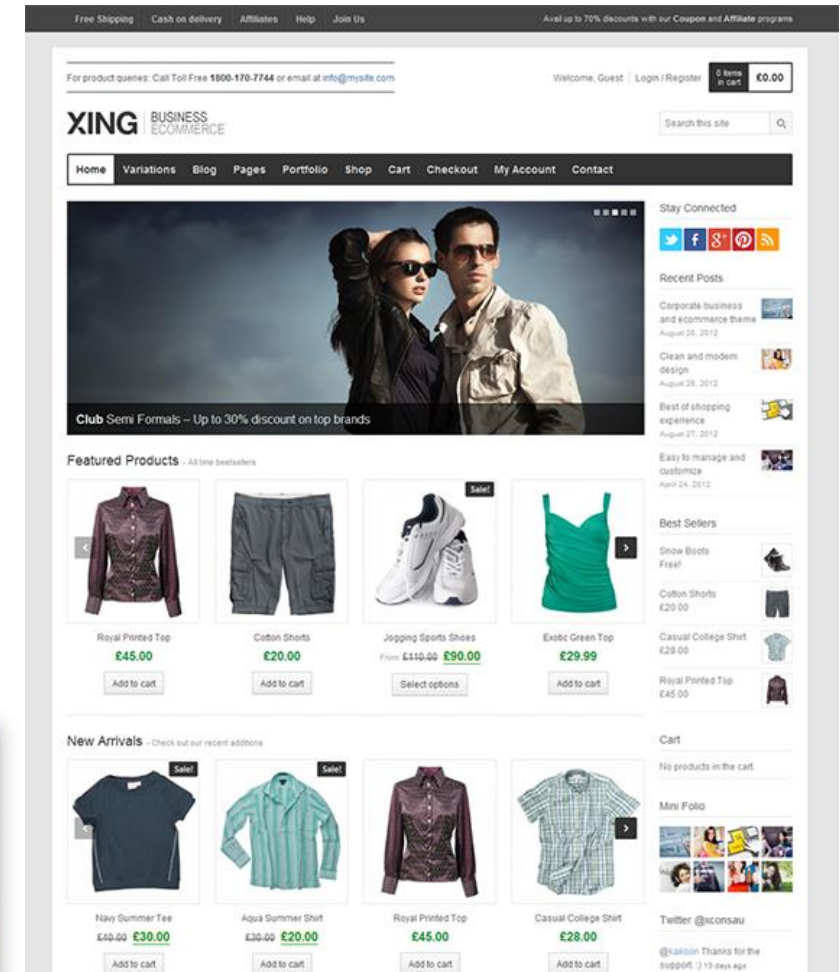 Free Shipping Cash on delivery Affiliates Help Join Us
Avail up to 70% discounts with our Coupon and Affiliate programs
For product queries: Call Toll Free 1800-170-7744 or email at info@mysite.com
Welcome, Guest Login / Register
0 items
in cart
£0.00
XING BUSINESS
ECOMMERCE
Search this site
Home Variations Blog Pages Portfolio Shop Cart Checkout My Account Contact
Club Semi Formals – Up to 30% discount on top brands
Featured Products - All time bestsellers
Sale!
Royal Printed Top
£45.00
Add to cart
Cotton Shorts
£20.00
Add to cart
Jogging Sports Shoes
From £110.00 £90.00
Select options
Exotic Green Top
£29.99
Add to cart
New Arrivals - Check out our recent additions
Sale!
Sale!
Navy Summer Tee
£40.00 £30.00
Add to cart
Aqua Summer Shirt
£30.00 £20.00
Add to cart
Royal Printed Top
£45.00
Add to cart
Casual College Shirt
£28.00
Add to cart
Stay Connected
Recent Posts
Corporate business
and ecommerce theme
August 28, 2012
Clean and modern
design
August 28, 2012
Best of shopping
experience
August 27, 2012
Easy to manage and
customize
April 24, 2012
Best Sellers
Snow Boots
Free!
Cotton Shorts
£20.00
Casual College Shirt
£28.00
Royal Printed Top
£45.00
Cart
No products in the cart.
Mini Folio
Twitter @xconsau
Thanks for the
support. :) 13 days ago